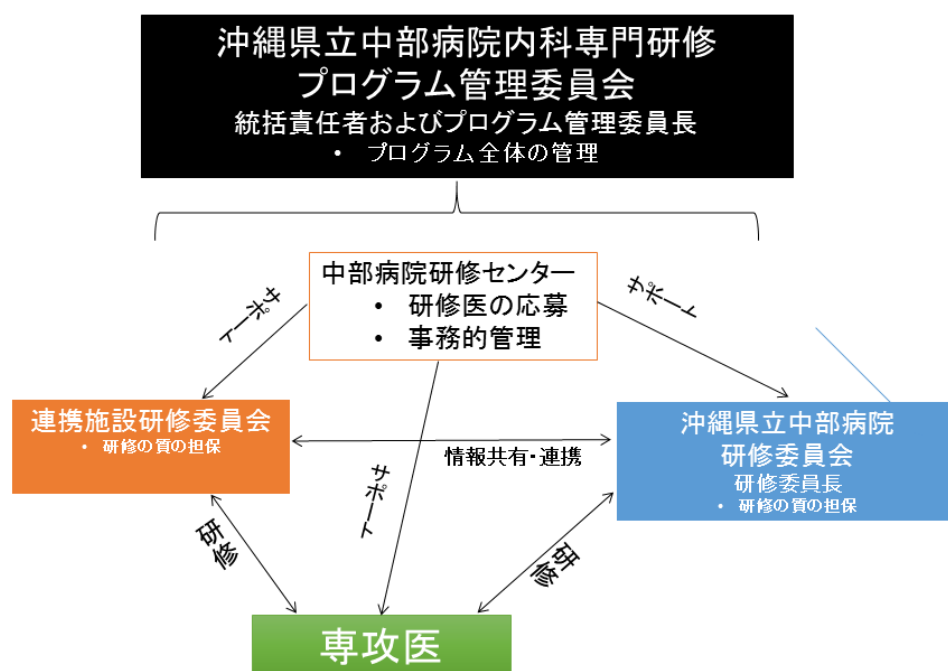 沖縄県立中部病院内科専門研修
プログラム管理委員会
統括責任者およびプログラム管理委員長
• プログラム全体の管理
中部病院研修センター
• 研修医の応募
• 事務的管理
サポート
サポート
連携施設研修委員会
• 研修の質の担保
情報共有・連携
沖縄県立中部病院
研修委員会
研修委員長
• 研修の質の担保
サポート
研修
研修
専攻医